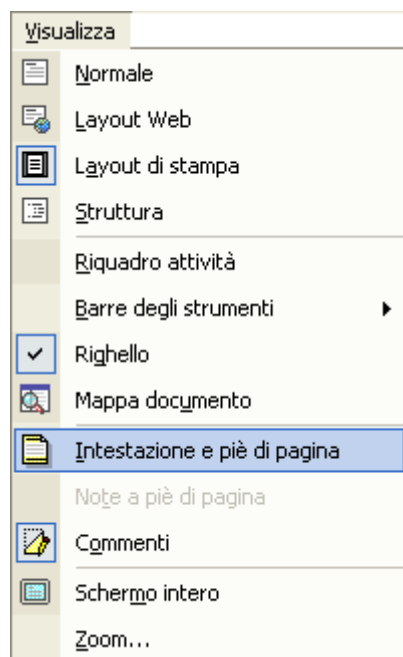 Visualizza
Normale
Layout Web
Layout di stampa
Struttura
Riquadro attività
Barre degli strumenti
Righello
Mappa documento
Intestazione e piè di pagina
Note a piè di pagina
Commenti
Schermo intero
Zoom...